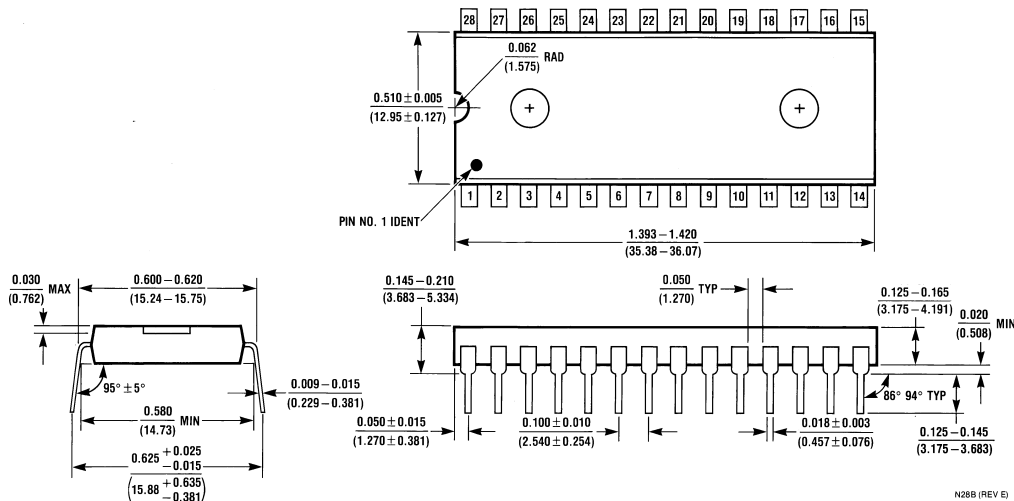 28 27 26 25 24 23 22 21 20 19 18 17 16 15
0.062
(1.575)
RAD
0.510 ± 0.005
(12.95 ± 0.127)
PIN NO. 1 IDENT
1 2 3 4 5 6 7 8 9 10 11 12 13 14
1.393 – 1.420
(35.38 – 36.07)
0.030
(0.762)
MAX
0.600 – 0.620
(15.24 – 15.75)
95° ± 5°
0.580
(14.73)
MIN
0.625 +0.025 −0.015
(15.88 +0.635 −0.381)
0.009 – 0.015
(0.229 – 0.381)
0.145 – 0.210
(3.683 – 5.334)
0.050
(1.270)
TYP
0.125 – 0.165
(3.175 – 4.191)
0.020
(0.508)
MIN
0.050 ± 0.015
(1.270 ± 0.381)
0.100 ± 0.010
(2.540 ± 0.254)
0.018 ± 0.003
(0.457 ± 0.076)
86° 94° TYP
0.125 – 0.145
(3.175 – 3.683)
N28B (REV E)